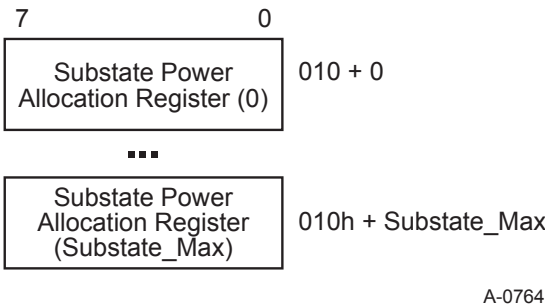 7 0
Substate Power
Allocation Register (0)
010 + 0
...
Substate Power
Allocation Register
(Substate_Max)
010h + Substate_Max
A-0764